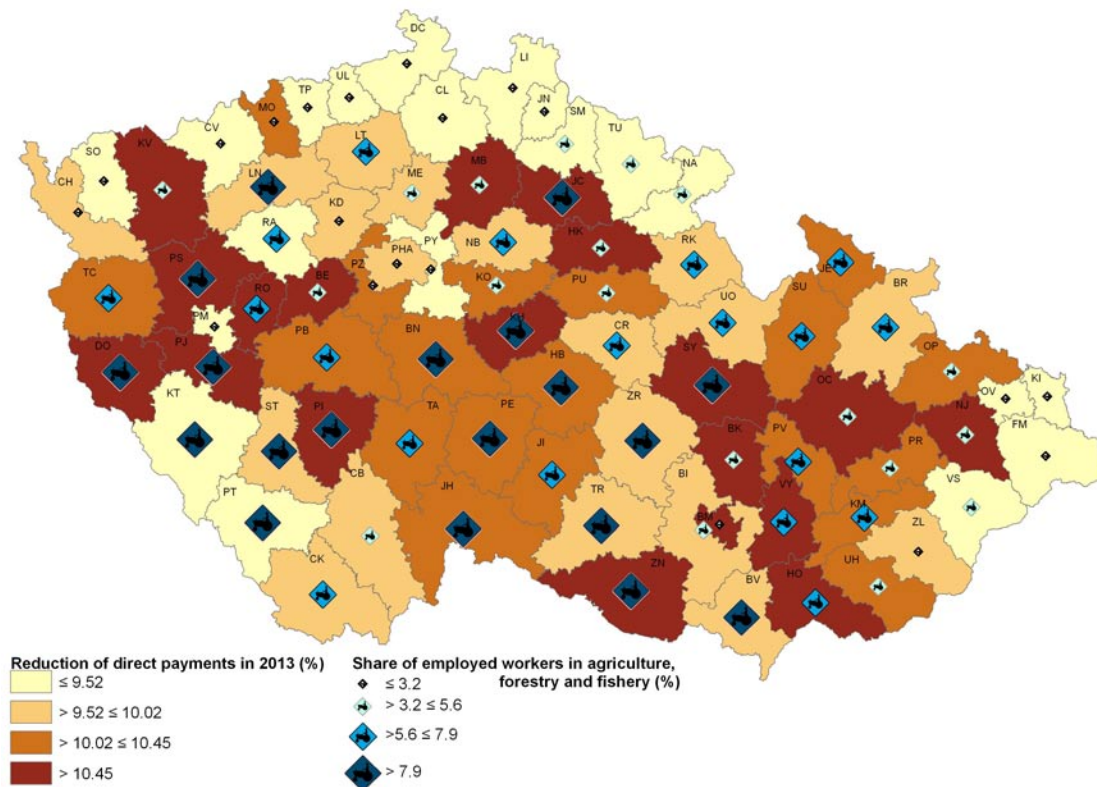 DC
LI
UL
TP
MO
CL
JN
SM
TU
CV
LT
NA
SO
KV
MB
ME
JC
CH
LN
KD
RA
PY
NB
HK
RK
PHA
PZ
BE
KO
PU
JE
BR
TC
PS
RO
SU
UO
PM
KH
CR
PB
BN
OP
DO
PJ
HB
SY
OC
OV
KI
KT
ST
PI
TA
PE
ZR
NJ
FM
JI
BK
PV
PR
CB
BI
VS
PT
JH
TR
VY
KM
BM
ZL
CK
ZN
BV
HO
UH
Reduction of direct payments in 2013 (%)
≤ 9.52
> 9.52 ≤ 10.02
> 10.02 ≤ 10.45
> 10.45
Share of employed workers in agriculture,
forestry and fishery (%)
≤ 3.2
> 3.2 ≤ 5.6
>5.6 ≤ 7.9
> 7.9